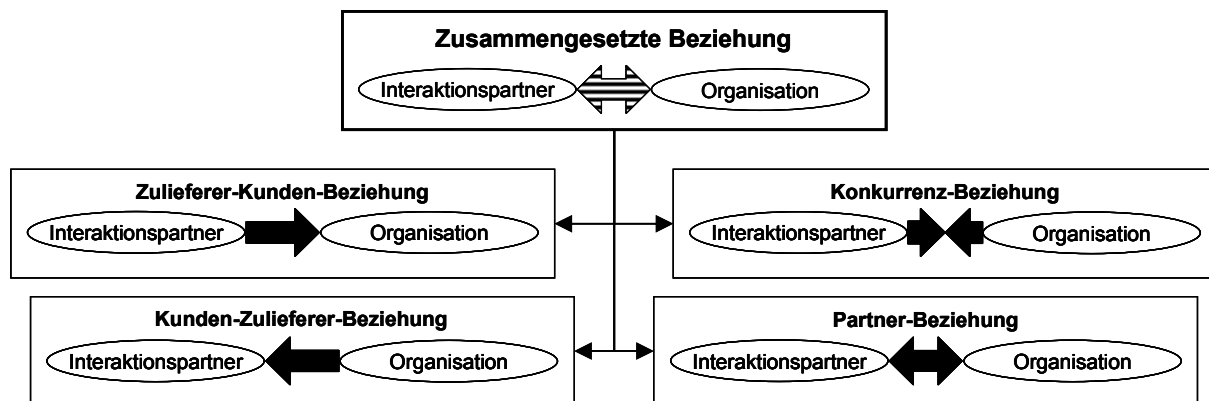 Zusammengesetzte Beziehung
Interaktionspartner Organisation
Zulieferer-Kunden-Beziehung
Interaktionspartner Organisation
Konkurrenz-Beziehung
Interaktionspartner Organisation
Kunden-Zulieferer-Beziehung
Interaktionspartner Organisation
Partner-Beziehung
Interaktionspartner Organisation